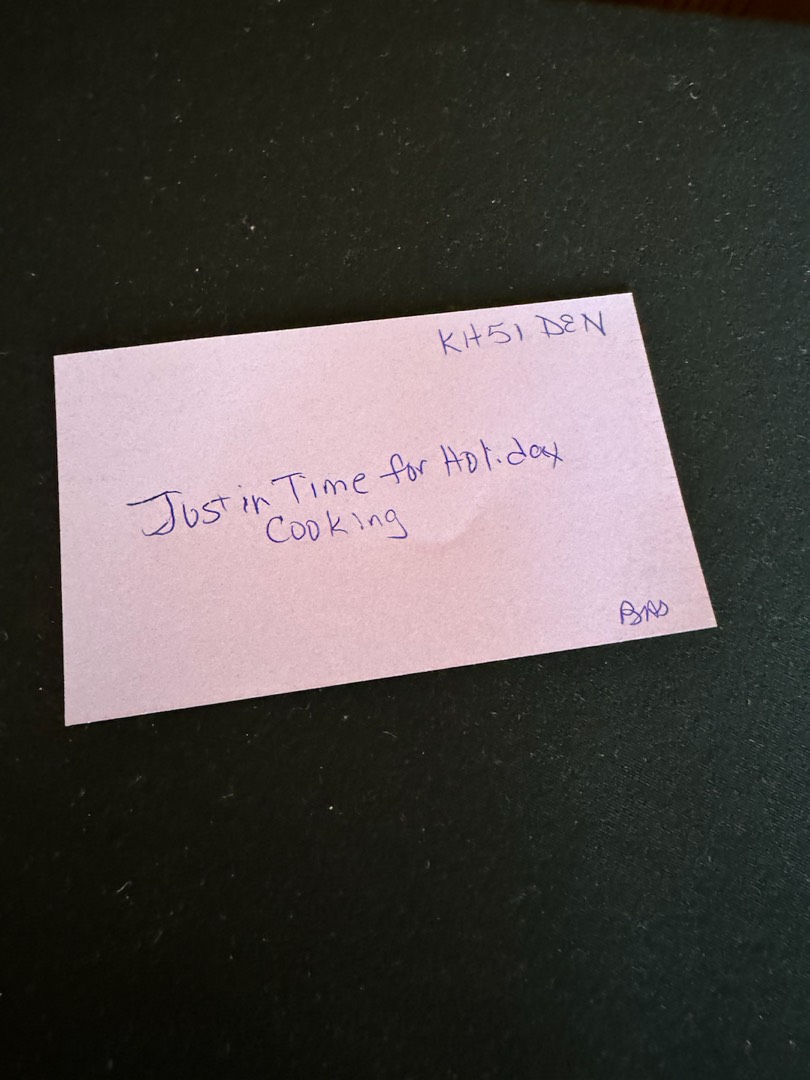 KH51 DEN
Just in Time for Holiday
Cooking